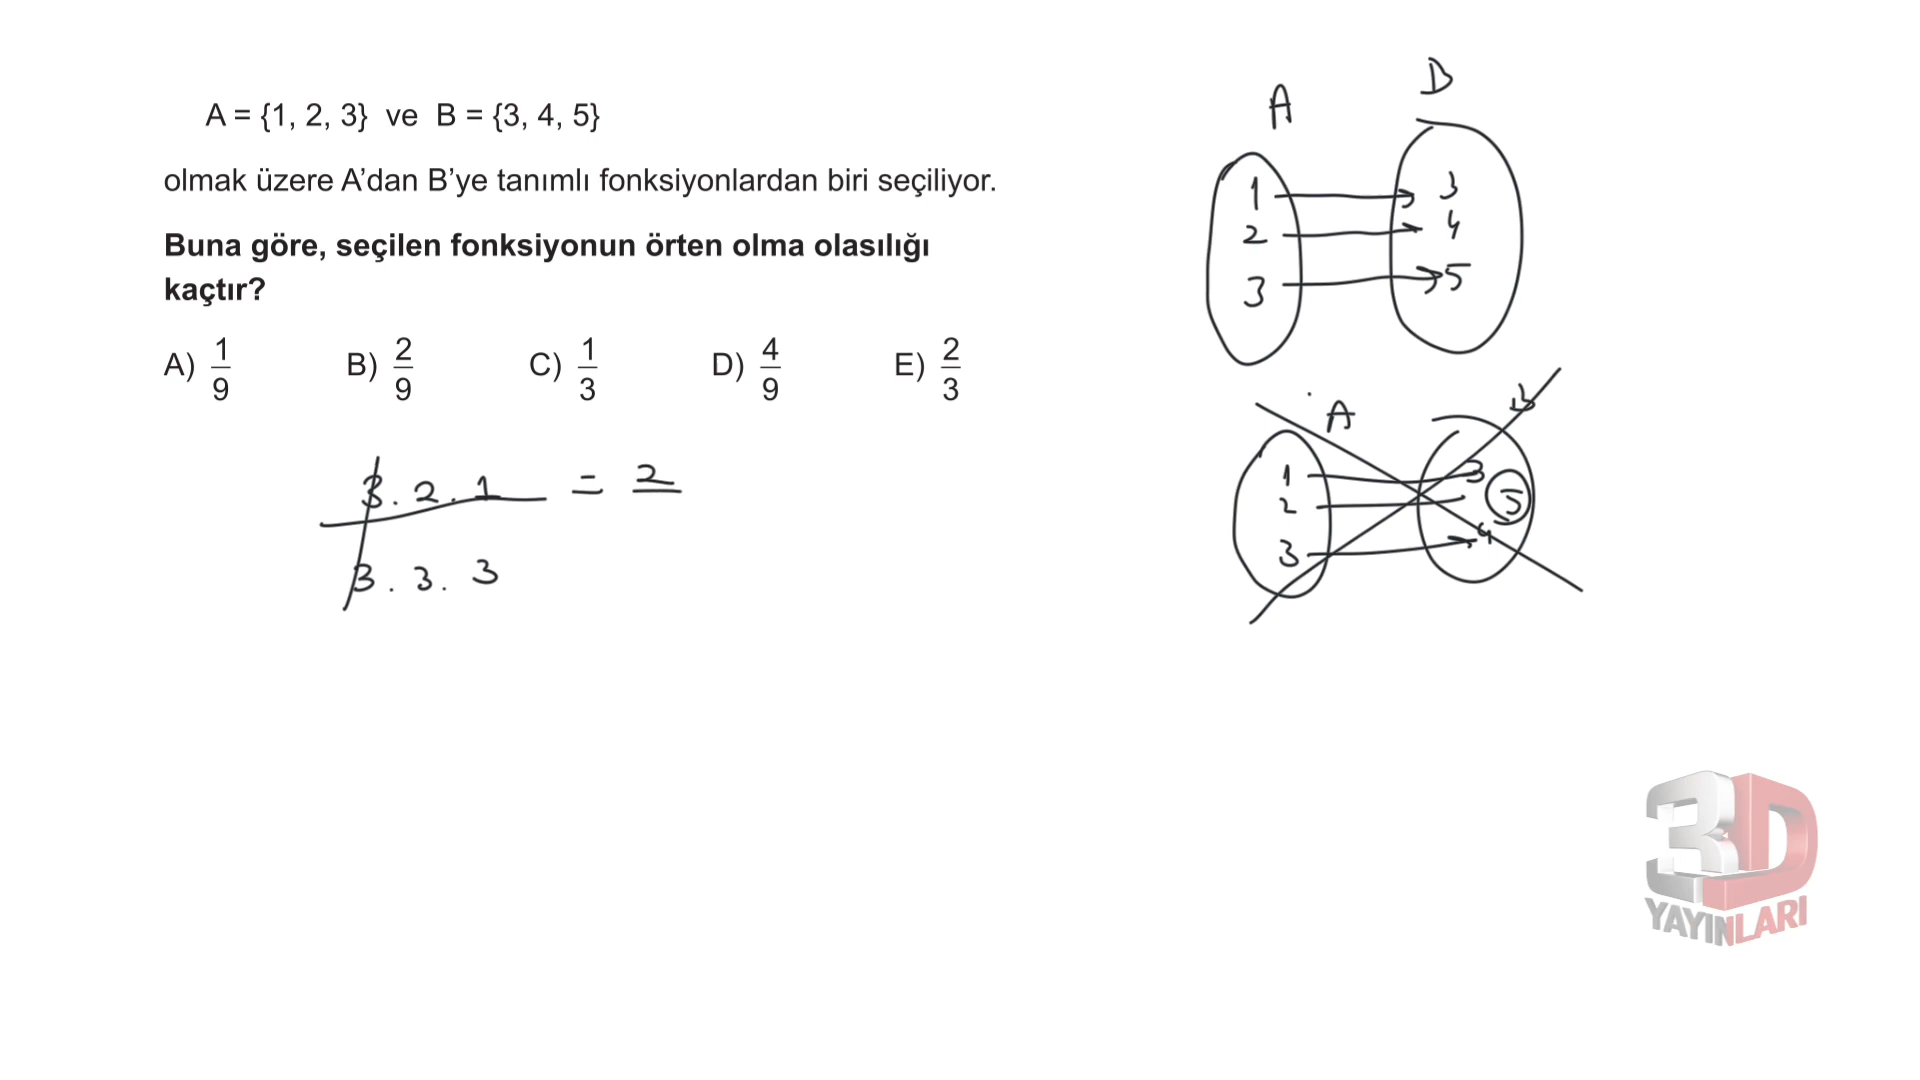 A = {1, 2, 3} ve B = {3, 4, 5}
olmak üzere A’dan B’ye tanımlı fonksiyonlardan biri seçiliyor.
Buna göre, seçilen fonksiyonun örten olma olasılığı
kaçtır?
A) 1/9 B) 2/9 C) 1/3 D) 4/9 E) 2/3
3 . 2 . 1 = 2
3 . 3 . 3
A B
1 3
2 4
3 5
A B
1 3
2 5
3 4
3D
YAYINLARI